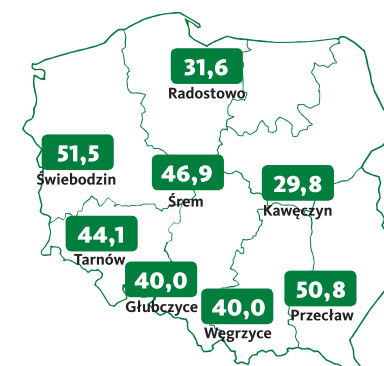 31,6
Radostowo
51,5
Świebodzin
46,9
Śrem
29,8
Kawęczyn
44,1
Tarnów
40,0
Głubczyce
40,0
Węgrzyce
50,8
Przecław